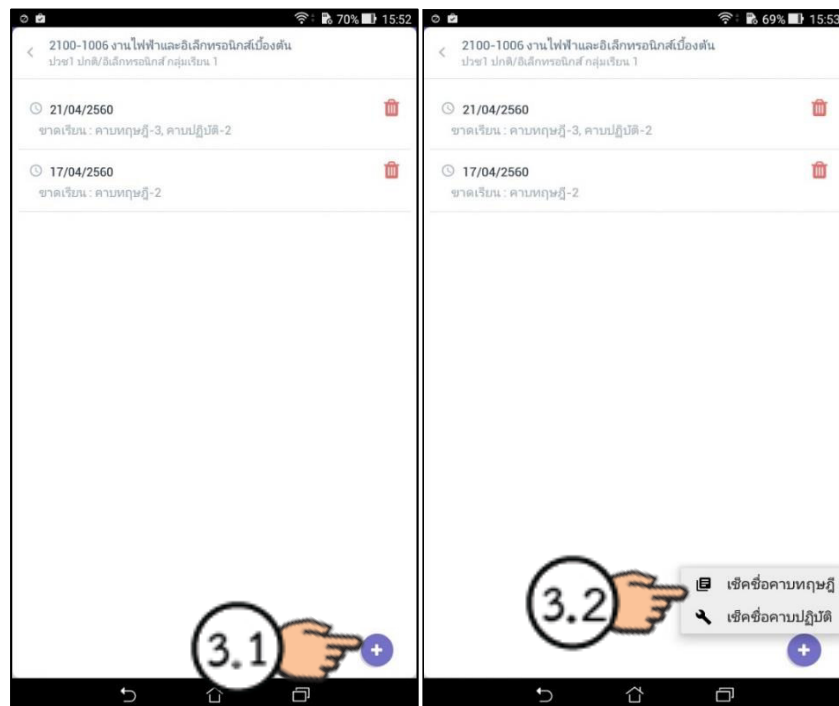 70% 15:52
2100-1006 งานไฟฟ้าและอิเล็กทรอนิกส์เบื้องต้น
ปวช1 ปกติ/อิเล็กทรอนิกส์ กลุ่มเรียน 1
21/04/2560
ขาดเรียน : คาบทฤษฎี-3, คาบปฏิบัติ-2
17/04/2560
ขาดเรียน : คาบทฤษฎี-2
3.1
+
69% 15:53
2100-1006 งานไฟฟ้าและอิเล็กทรอนิกส์เบื้องต้น
ปวช1 ปกติ/อิเล็กทรอนิกส์ กลุ่มเรียน 1
21/04/2560
ขาดเรียน : คาบทฤษฎี-3, คาบปฏิบัติ-2
17/04/2560
ขาดเรียน : คาบทฤษฎี-2
3.2
เช็คชื่อคาบทฤษฎี
เช็คชื่อคาบปฏิบัติ
+